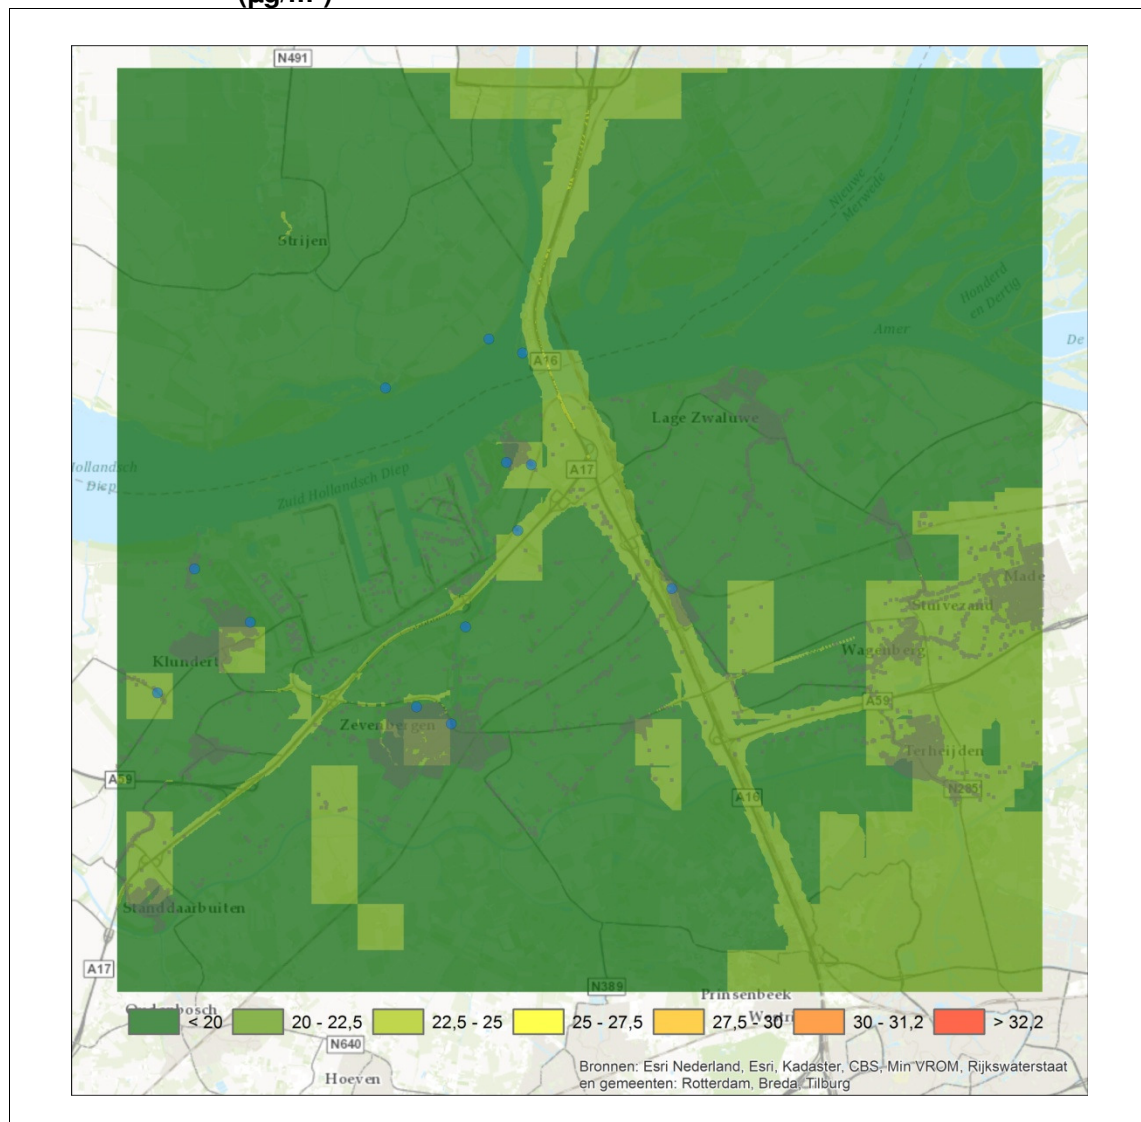 N491
Strijen
Nieuwe
Merwede
Honderd
en Dertig
Amer
De
A16
Lage Zwaluwe
Hollandsch
Diep
Zuid Hollandsch Diep
A17
Made
Stuivezand
Wagenberg
Klundert
Zevenbergen
A59
Terheijden
A59
N285
A16
Standdaarbuiten
A17
N389
Prinsenbeek
< 20 20 - 22,5 22,5 - 25 25 - 27,5 27,5 - 30 30 - 31,2 > 32,2
N640
Hoeven
Bronnen: Esri Nederland, Esri, Kadaster, CBS, Min VROM, Rijkswaterstaat
en gemeenten: Rotterdam, Breda, Tilburg